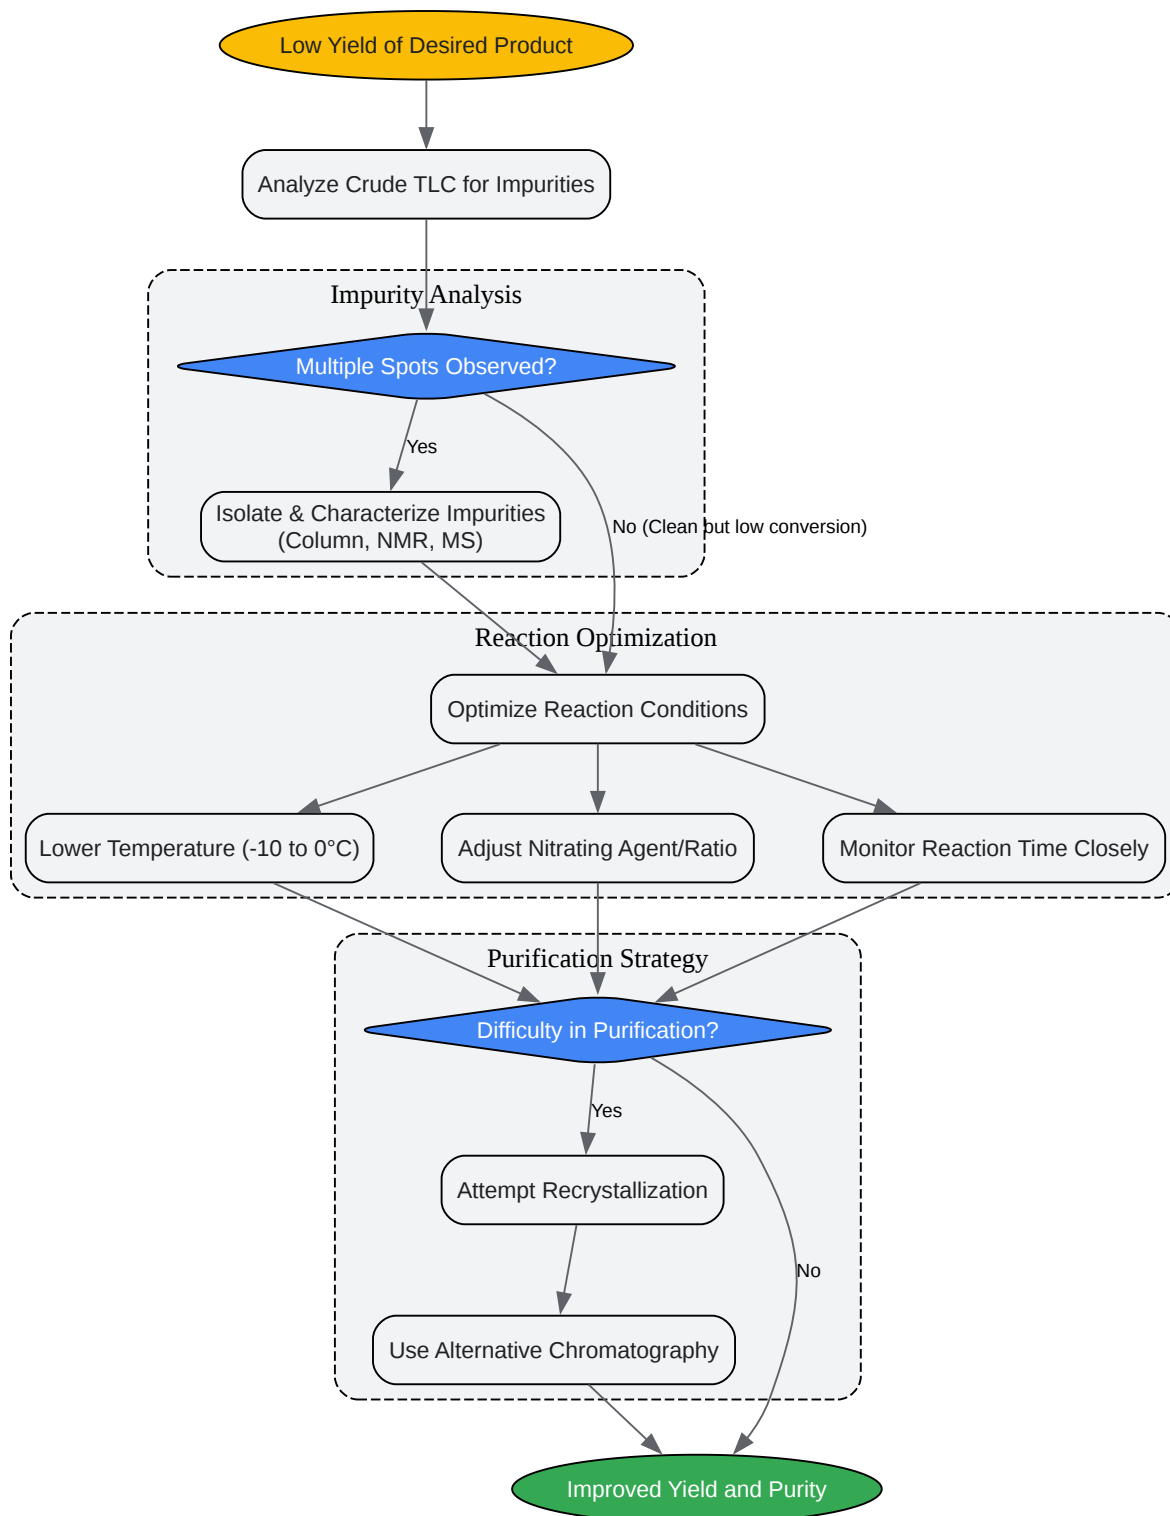 Low Yield of Desired Product
Analyze Crude TLC for Impurities
Impurity Analysis
Multiple Spots Observed?
Yes
Isolate & Characterize Impurities
(Column, NMR, MS)
No (Clean but low conversion)
Reaction Optimization
Optimize Reaction Conditions
Lower Temperature (-10 to 0°C)
Adjust Nitrating Agent/Ratio
Monitor Reaction Time Closely
Purification Strategy
Difficulty in Purification?
Yes
Attempt Recrystallization
No
Use Alternative Chromatography
Improved Yield and Purity